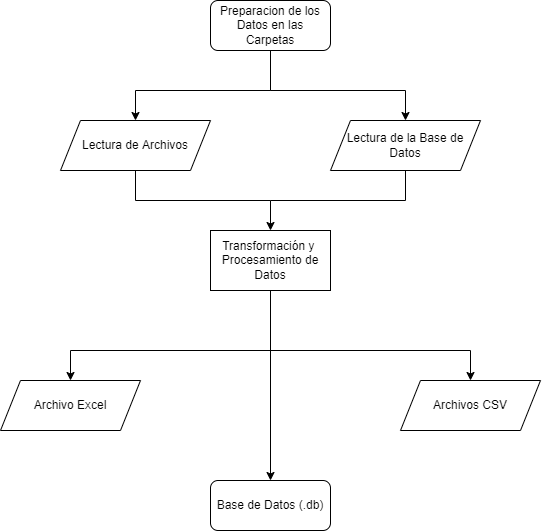 Preparacion de los
Datos en las
Carpetas
Lectura de Archivos
Lectura de la Base de
Datos
Transformación y
Procesamiento de
Datos
Archivo Excel
Archivos CSV
Base de Datos (.db)